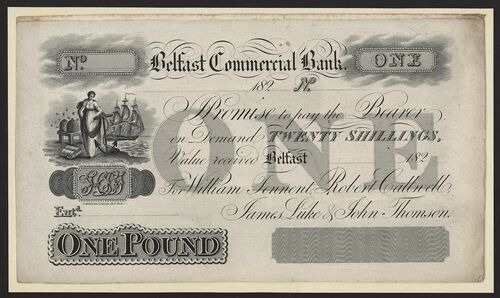 No. Belfast Commercial Bank. ONE
182 No.
I Promise to pay the Bearer
on Demand TWENTY SHILLINGS,
Value received Belfast 182
ONE
For William Tennent, Robert Callwell,
Entd. James Luke & John Thomson.
ONE POUND